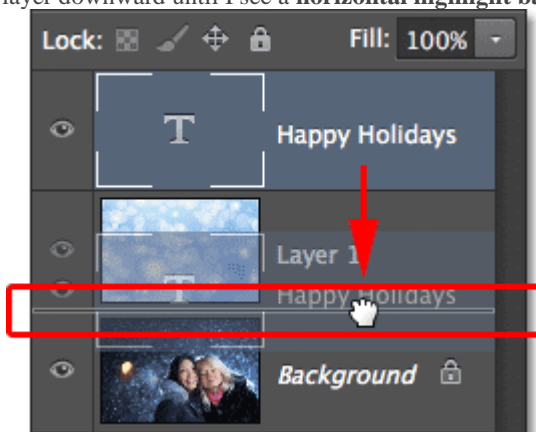 layer downward until I see a horizontal highlight ba
Lock: Fill: 100%
T
Happy Holidays
Layer 1
T
Happy Holidays
Background